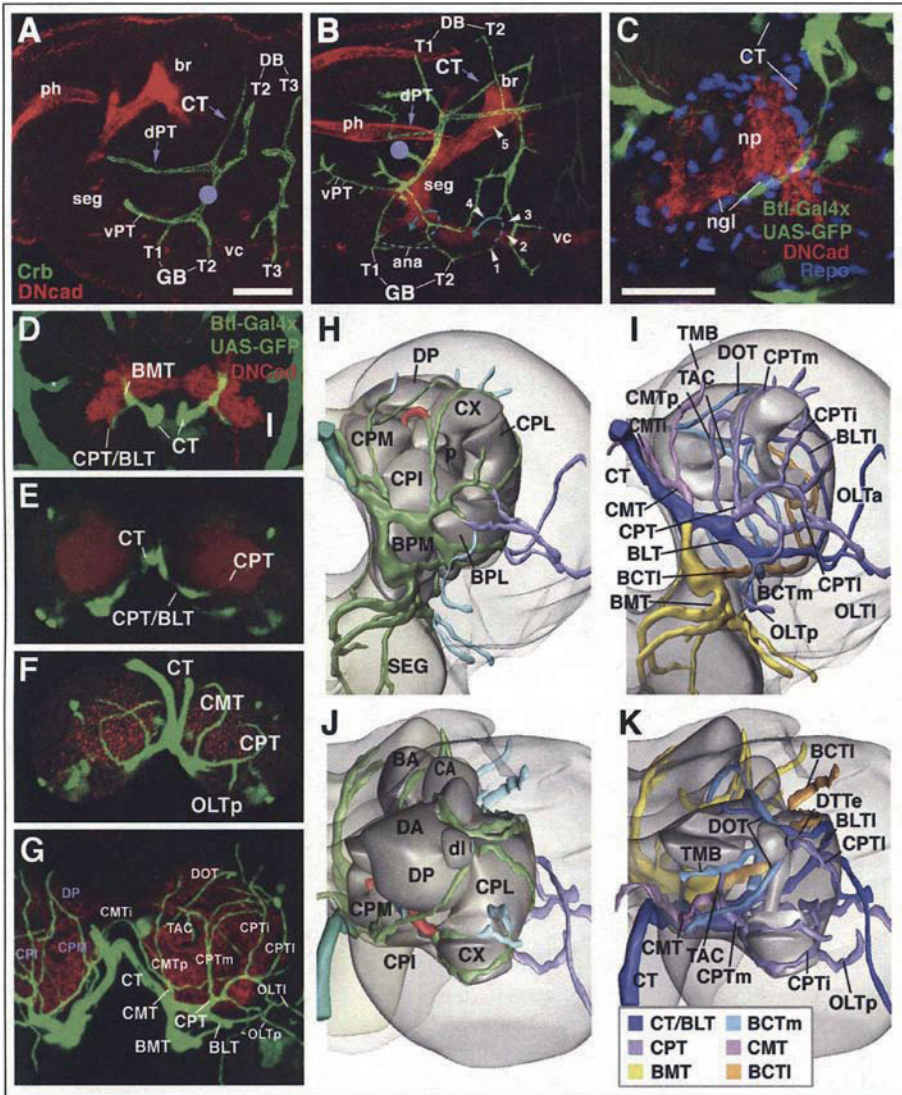 A
br
DB
T2
T3
CT
ph
dPT
seg
vPT
T1
T2
vc
GB
T3
Crb
DNcad
B
DB
T2
T1
CT
br
dPT
ph
5
vPT
seg
4
3
2
vc
T1
ana
T2
1
GB
C
CT
np
ngl
Btl-Gal4x
UAS-GFP
DNCad
Repo
D
Btl-Gal4x
UAS-GFP
DNCad
BMT
CT
CPT/BLT
E
CT
CPT
CPT/BLT
F
CT
CMT
CPT
OLTp
G
DP
DOT
CMTi
TAC
CPTi
CPI
CPM
CMTp
CPTm
CPTl
CT
OLTl
CMT
CPT
OLTp
BMT
BLT
H
DP
CX
CPL
CPM
p
CPI
BPM
BPL
SEG
I
TMB
DOT
CPTm
TAC
CMTp
CPTi
CMTi
BLTl
CT
OLTa
CMT
CPT
BLT
BCTl
CPTl
BCTm
BMT
OLTl
OLTp
J
BA
CA
DA
dl
DP
CPL
CPM
CPI
CX
K
BCTl
DTTe
DOT
BLTl
CPTl
TMB
CMT
TAC
CPTm
CPTi
CT
OLTp
CT/BLT
BCTm
CPT
CMT
BMT
BCTl